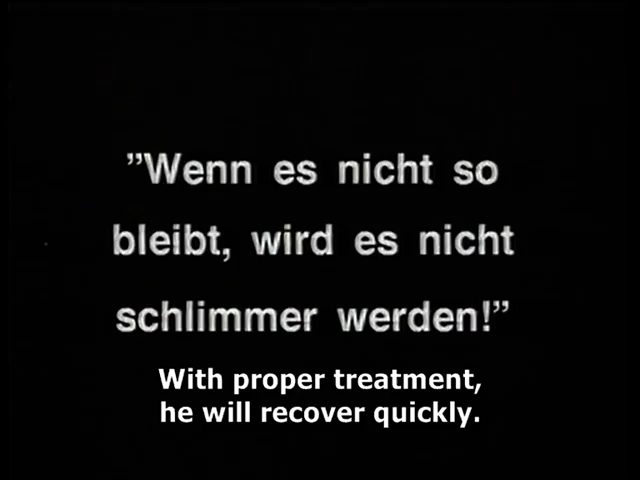 ”Wenn es nicht so
bleibt, wird es nicht
schlimmer werden!”
With proper treatment,
he will recover quickly.